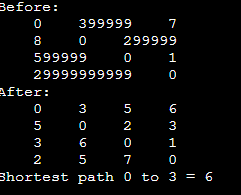 Before:
0 399999 7
8 0 299999
599999 0 1
29999999999 0
After:
0 3 5 6
5 0 2 3
3 6 0 1
2 5 7 0
Shortest path 0 to 3 = 6